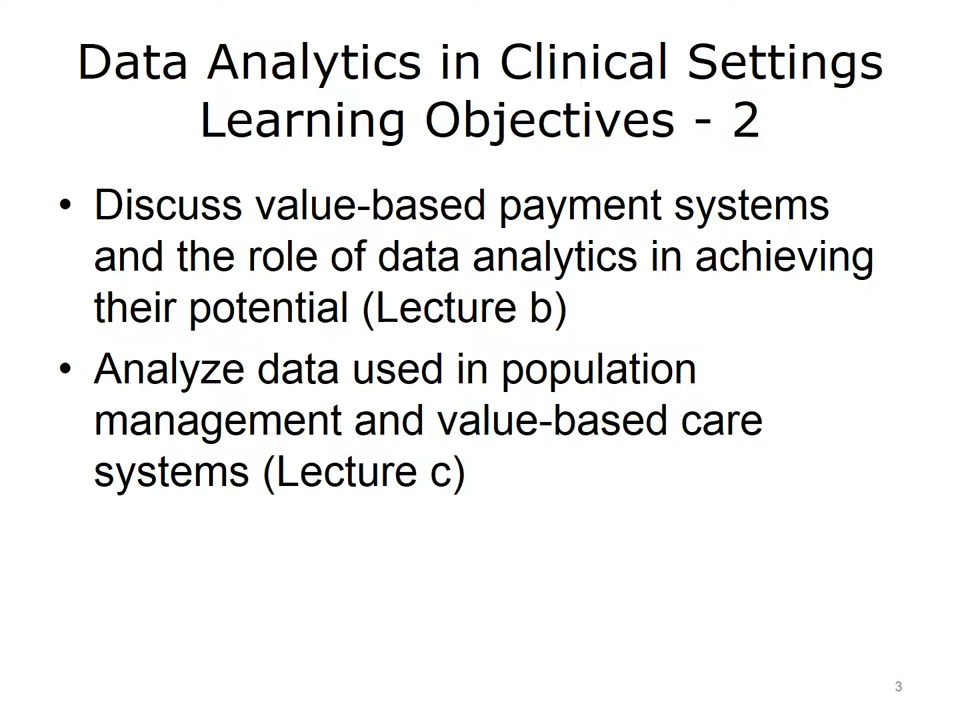 Data Analytics in Clinical Settings
Learning Objectives - 2
• Discuss value-based payment systems
and the role of data analytics in achieving
their potential (Lecture b)
• Analyze data used in population
management and value-based care
systems (Lecture c)
3